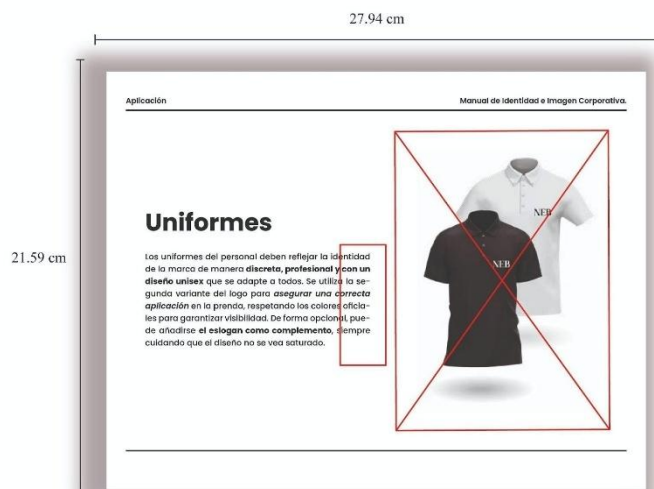 27.94 cm
Aplicación
Manual de Identidad e Imagen Corporativa.
21.59 cm
Uniformes
Los uniformes del personal deben reflejar la identidad
de la marca de manera discreta, profesional y con un
diseño unisex que se adapte a todos. Se utiliza la se-
gunda variante del logo para asegurar una correcta
aplicación en la prenda, respetando los colores oficia-
les para garantizar visibilidad. De forma opcional, pue-
de añadirse el eslogan como complemento, siempre
cuidando que el diseño no se vea saturado.
NEB
NEB